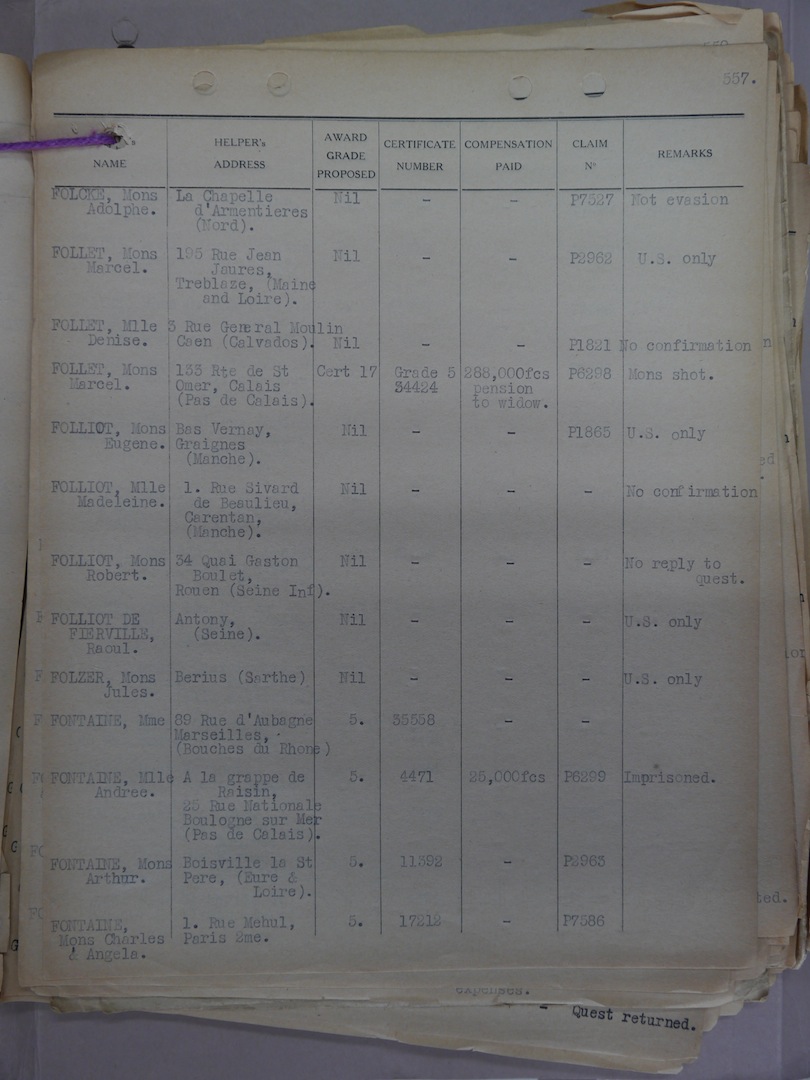 557.
NAME
HELPER's
ADDRESS
AWARD
GRADE
PROPOSED
CERTIFICATE
NUMBER
COMPENSATION
PAID
CLAIM
No
REMARKS
FOLCKE, Mons La Chapelle Nil - - P7527 Not evasion
Adolphe. d'Armentieres
(Nord).
FOLLET, Mons 195 Rue Jean Nil - - P2962 U.S. only
Marcel. Jaures,
Treblaze, (Maine
and Loire).
FOLLET, Mlle 3 Rue General Moulin
Denise. Caen (Calvados). Nil - - P1821 No confirmation
FOLLET, Mons 133 Rte de St Cert 17 Grade 5 288,000fcs P6298 Mons shot.
Marcel. Omer, Calais 34424 pension
(Pas de Calais). to widow.
FOLLIOT, Mons Bas Vernay, Nil - - P1865 U.S. only
Eugene. Graignes
(Manche).
FOLLIOT, Mlle 1. Rue Sivard Nil - - - No confirmation
Madeleine. de Beaulieu,
Carentan,
(Manche).
FOLLIOT, Mons 34 Quai Gaston Nil - - - No reply to
Robert. Boulet, quest.
Rouen (Seine Inf).
FOLLIOT DE Antony, Nil - - - U.S. only
FIERVILLE, (Seine).
Raoul.
FOLZER, Mons Berius (Sarthe) Nil - - - U.S. only
Jules.
FONTAINE, Mme 89 Rue d'Aubagne 5. 35558 - -
Marseilles,
(Bouches du Rhone)
FONTAINE, Mlle A la grappe de 5. 4471 25,000fcs P6299 Imprisoned.
Andree. Raisin,
25 Rue Nationale
Boulogne sur Mer
(Pas de Calais).
FONTAINE, Mons Boisville la St 5. 11392 - P2963
Arthur. Pere, (Eure &
Loire).
FONTAINE, 1. Rue Mehul, 5. 17212 - P7586
Mons Charles Paris 2me.
& Angela.
expenses.
- Quest returned.